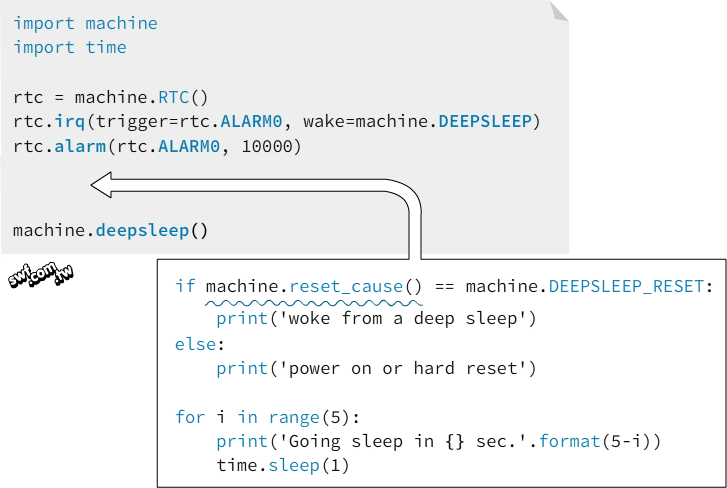 import machine
import time
rtc = machine.RTC()
rtc.irq(trigger=rtc.ALARM0, wake=machine.DEEPSLEEP)
rtc.alarm(rtc.ALARM0, 10000)
machine.deepsleep()
swf.com.tw
if machine.reset_cause() == machine.DEEPSLEEP_RESET:
    print('woke from a deep sleep')
else:
    print('power on or hard reset')
for i in range(5):
    print('Going sleep in {} sec.'.format(5-i))
    time.sleep(1)